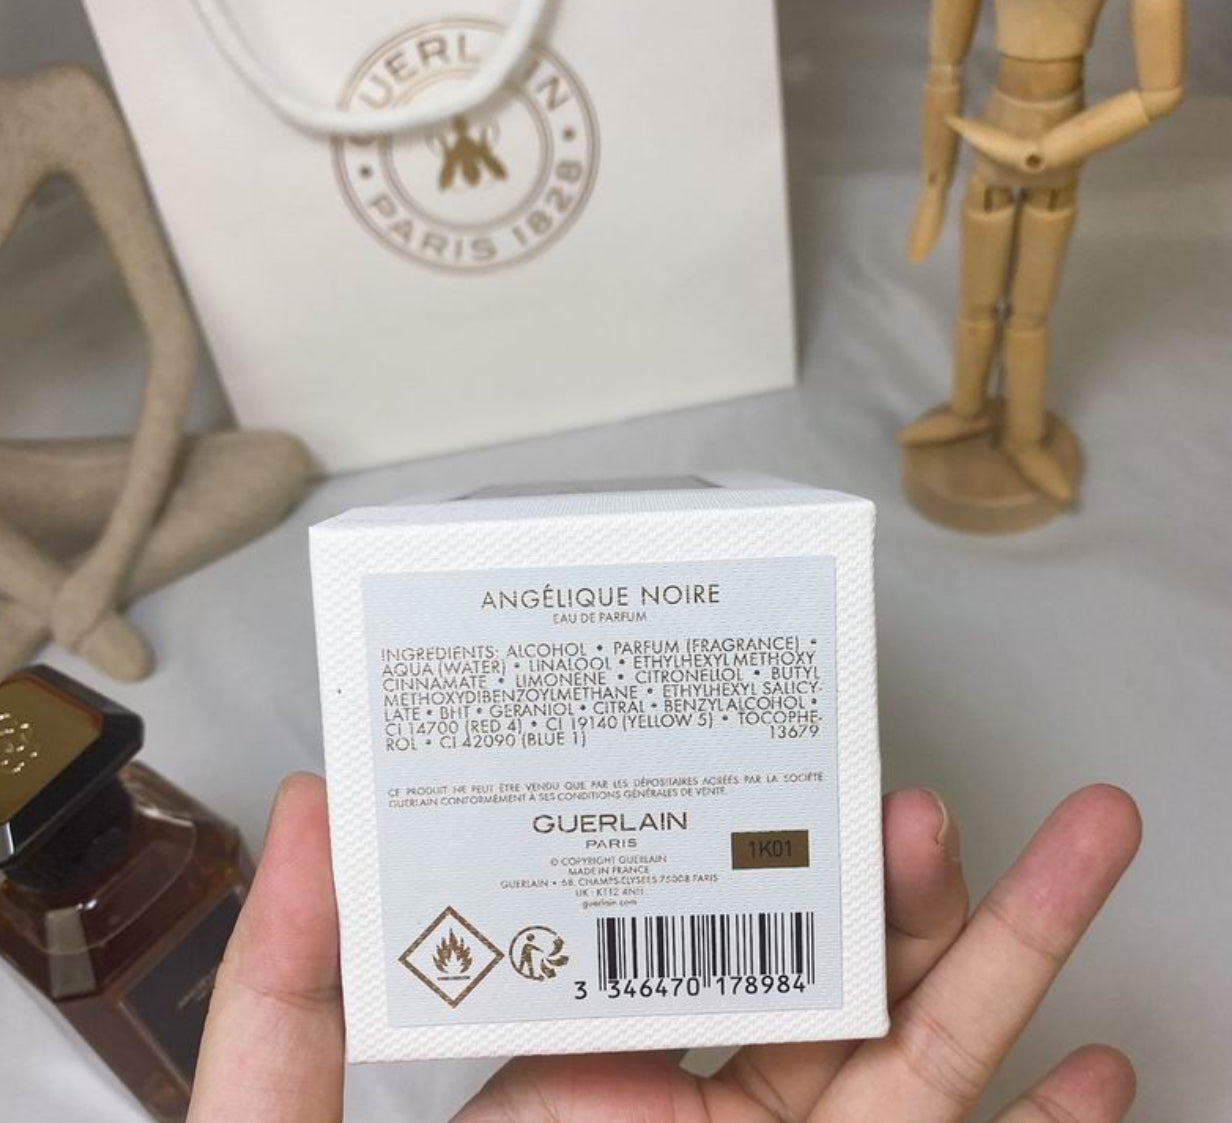 GUERLAIN
• PARIS 1828 •
ANGÉLIQUE NOIRE
EAU DE PARFUM
INGREDIENTS: ALCOHOL • PARFUM (FRAGRANCE) •
AQUA (WATER) • LINALOOL • ETHYLHEXYL METHOXY
CINNAMATE • LIMONENE • CITRONELLOL • BUTYL
METHOXYDIBENZOYLMETHANE • ETHYLHEXYL SALICY-
LATE • BHT • GERANIOL • CITRAL • BENZYL ALCOHOL •
CI 14700 (RED 4) • CI 19140 (YELLOW 5) • TOCOPHE-
ROL • CI 42090 (BLUE 1) 13679
CE PRODUIT NE PEUT ÊTRE VENDU QUE PAR LES DÉPOSITAIRES AGRÉÉS PAR LA SOCIÉTÉ
GUERLAIN CONFORMÉMENT À SES CONDITIONS GÉNÉRALES DE VENTE.
GUERLAIN
PARIS
1K01
© COPYRIGHT GUERLAIN
MADE IN FRANCE
GUERLAIN • 68, CHAMPS-ELYSEES 75008 PARIS
UK : KT12 4NH
guerlain.com
3 346470 178984